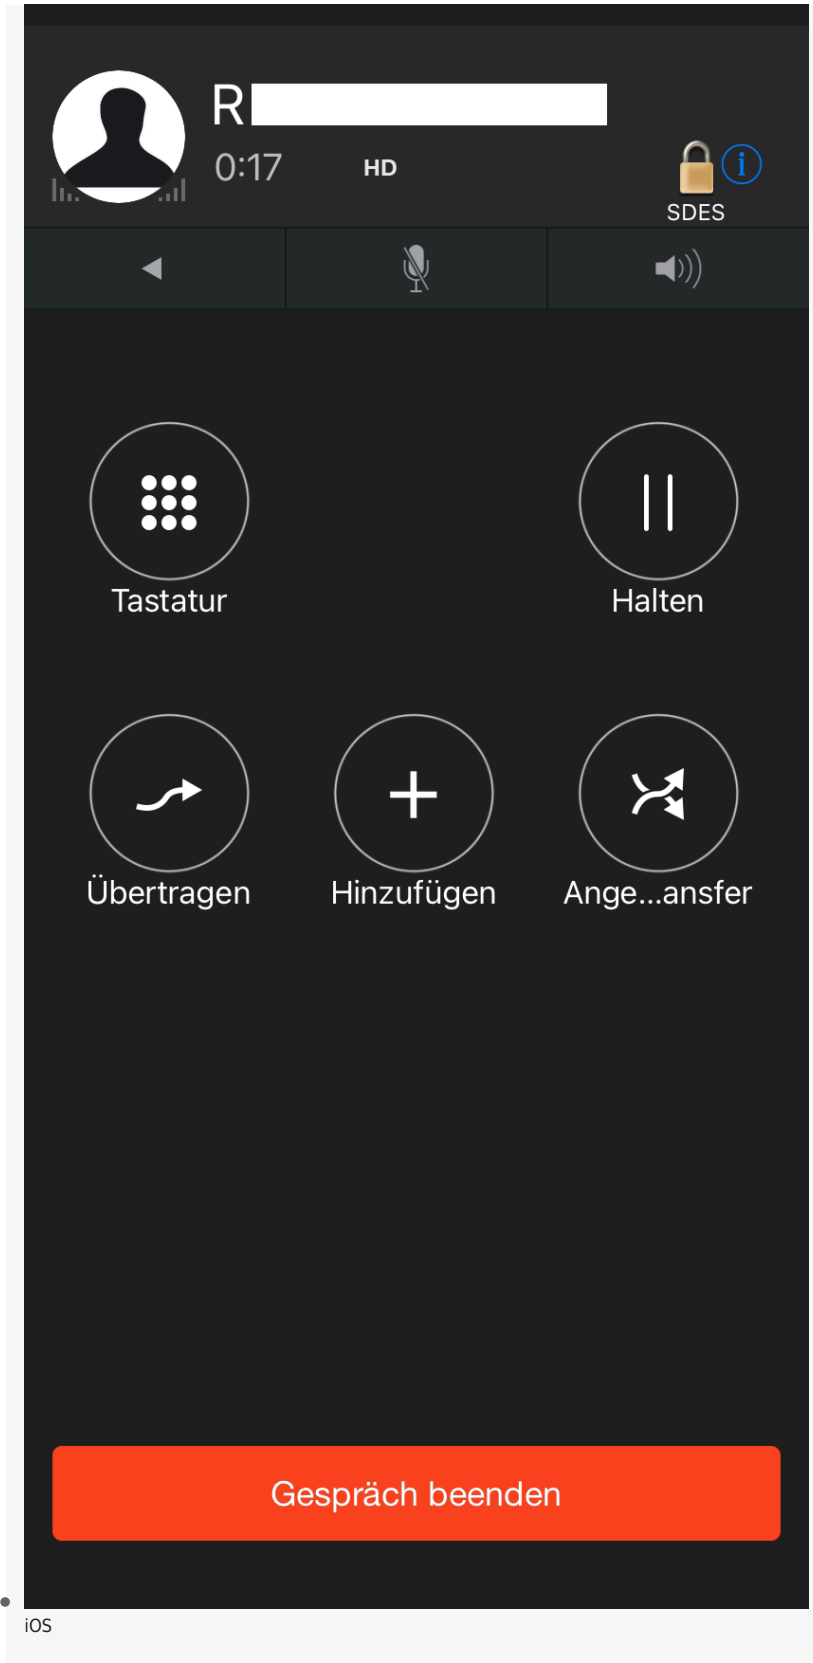 R
0:17 HD
SDES
Tastatur
Halten
Übertragen
Hinzufügen
Ange...ansfer
Gespräch beenden
iOS